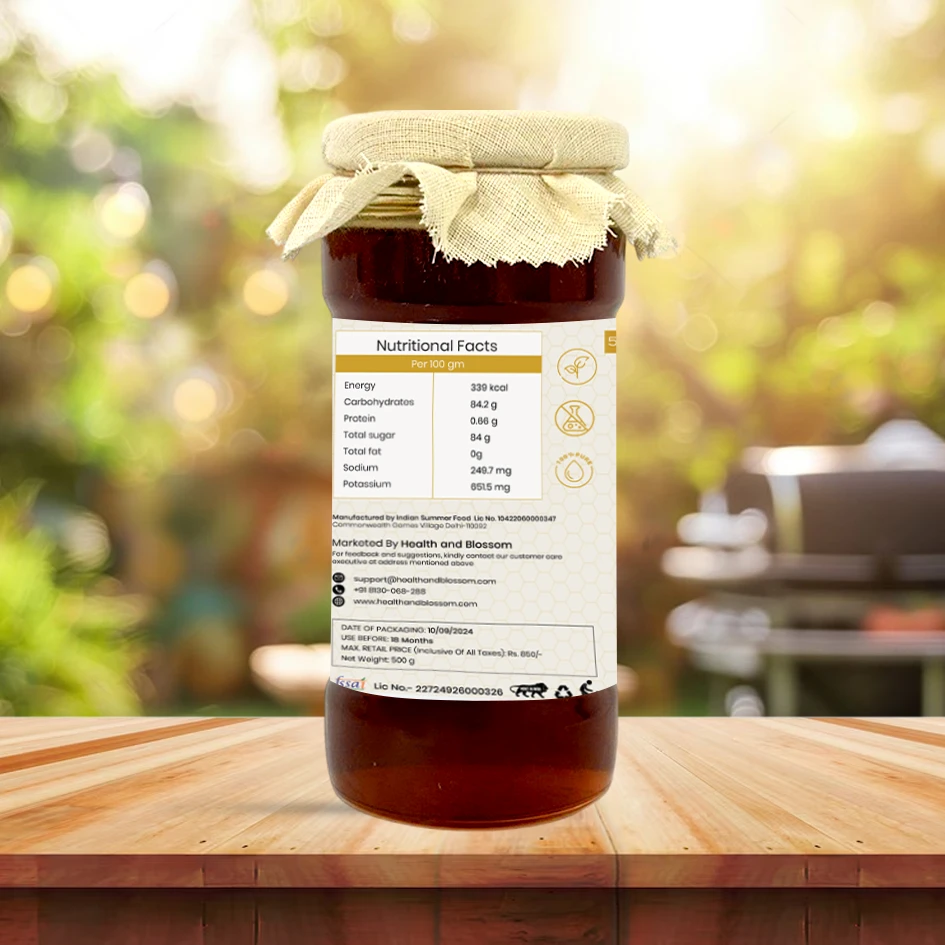 Nutritional Facts
Per 100 gm
Energy 339 kcal
Carbohydrates 84.2 g
Protein 0.66 g
Total sugar 84 g
Total fat 0g
Sodium 249.7 mg
Potassium 651.5 mg
100% PURE
5
Manufactured by Indian Summer Food Lic No. 10422060000347
Commonwealth Games Village Delhi-110092
Marketed By Health and Blossom
For feedback and suggestions, kindly contact our customer care
executive at address mentioned above
support@healthandblossom.com
+91 8130-068-288
www.healthandblossom.com
DATE OF PACKAGING: 10/09/2024
USE BEFORE: 18 Months
MAX. RETAIL PRICE (Inclusive Of All Taxes): Rs. 850/-
Net Weight: 500 g
fssai Lic No.- 22724926000326